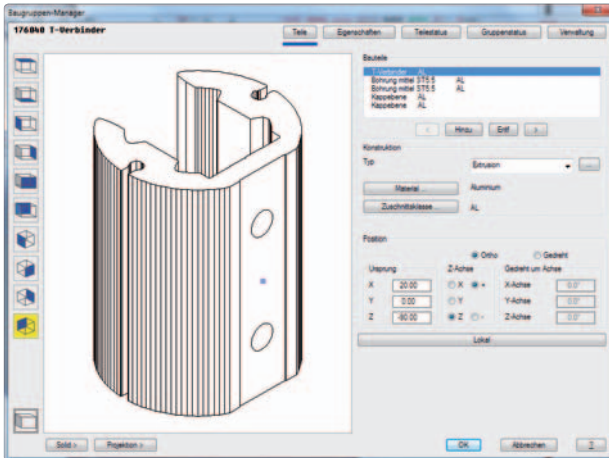 Baugruppen-Manager
176040 T-Verbinder
Teile Eigenschaften Teilestatus Gruppenstatus Verwaltung
Bauteile
T-Verbinder AL
Bohrung mittel ST5.5 AL
Bohrung mittel ST5.5 AL
Kappebene AL
Kappebene AL
< Hinzu Entf >
Konstruktion
Typ Extrusion ...
Material ... Aluminium
Zuschnittsklasse ... AL
Position
Ortho Gedreht
Ursprung Z-Achse Gedreht um Achse
X 20.00 X + X-Achse 0.0°
Y 0.00 Y Y-Achse 0.0°
Z -90.00 Z - Z-Achse 0.0°
Lokal
Solid > Projektion > OK Abbrechen ?